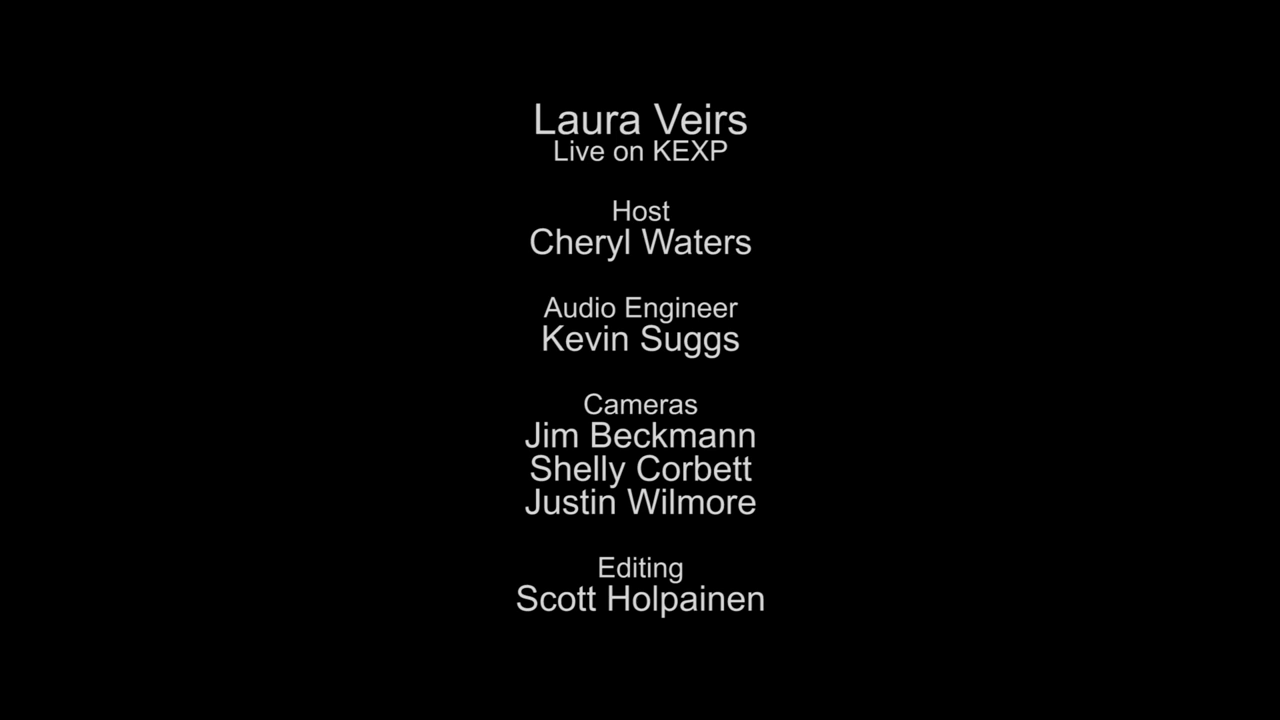 Laura Veirs
Live on KEXP
Host
Cheryl Waters
Audio Engineer
Kevin Suggs
Cameras
Jim Beckmann
Shelly Corbett
Justin Wilmore
Editing
Scott Holpainen